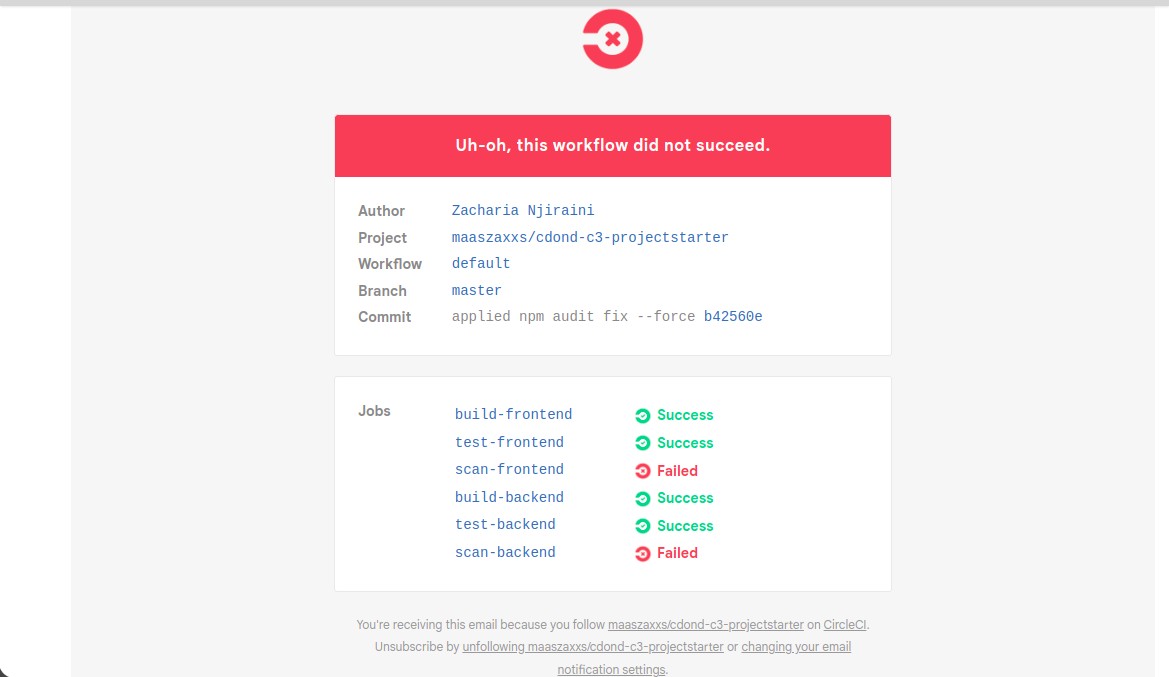 Uh-oh, this workflow did not succeed.
Author Zacharia Njiraini
Project maaszaxxs/cdond-c3-projectstarter
Workflow default
Branch master
Commit applied npm audit fix --force b42560e
Jobs build-frontend Success
test-frontend Success
scan-frontend Failed
build-backend Success
test-backend Success
scan-backend Failed
You're receiving this email because you follow maaszaxxs/cdond-c3-projectstarter on CircleCI.
Unsubscribe by unfollowing maaszaxxs/cdond-c3-projectstarter or changing your email
notification settings.